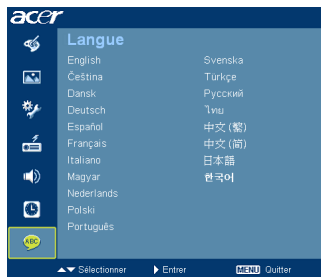 acer
Langue
English
Čeština
Dansk
Deutsch
Español
Français
Italiano
Magyar
Nederlands
Polski
Português
Svenska
Türkçe
Русский
ไทย
中文 (繁)
中文 (简)
日本語
한국어
ABC
Sélectionner Entrer MENU Quitter